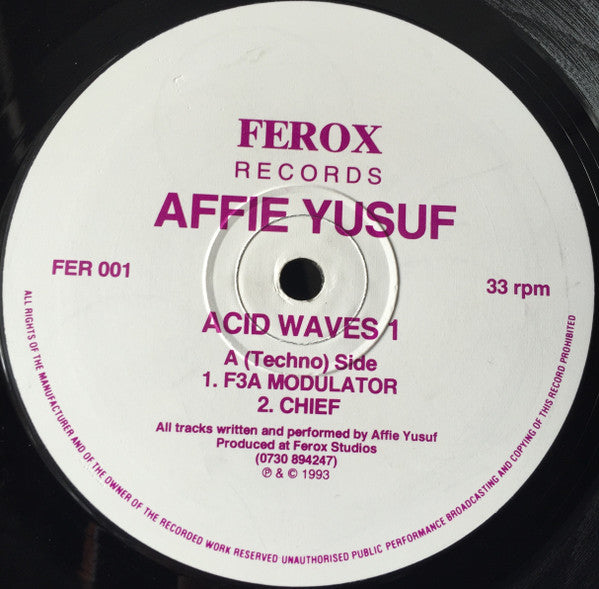 FEROX
RECORDS
AFFIE YUSUF
FER 001
33 rpm
ACID WAVES 1
A (Techno) Side
1. F3A MODULATOR
2. CHIEF
All tracks written and performed by Affie Yusuf
Produced at Ferox Studios
(0730 894247)
℗ & © 1993
ALL RIGHTS OF THE MANUFACTURER AND OF THE OWNER OF THE RECORDED WORK RESERVED UNAUTHORISED PUBLIC PERFORMANCE BROADCASTING AND COPYING OF THIS RECORD PROHIBITED